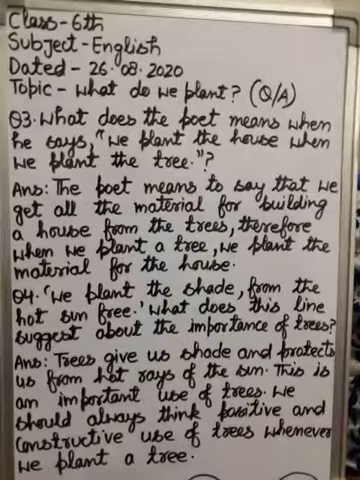 Class-6th
Subject-English
Dated-26.08.2020
Topic-what do we plant? (Q/A)
Q3.What does the poet means when
he says, "we plant the house when
we plant the tree."?
Ans: The poet means to say that we
get all the material for building
a house from the trees, therefore
when we plant a tree, we plant the
material for the house.
Q4.'We plant the shade, from the
hot sun free.' What does this line
suggest about the importance of trees?
Ans: Trees give us shade and protects
us from hot rays of the sun. This is
an important use of trees. We
should always think positive and
constructive use of trees whenever
we plant a tree.